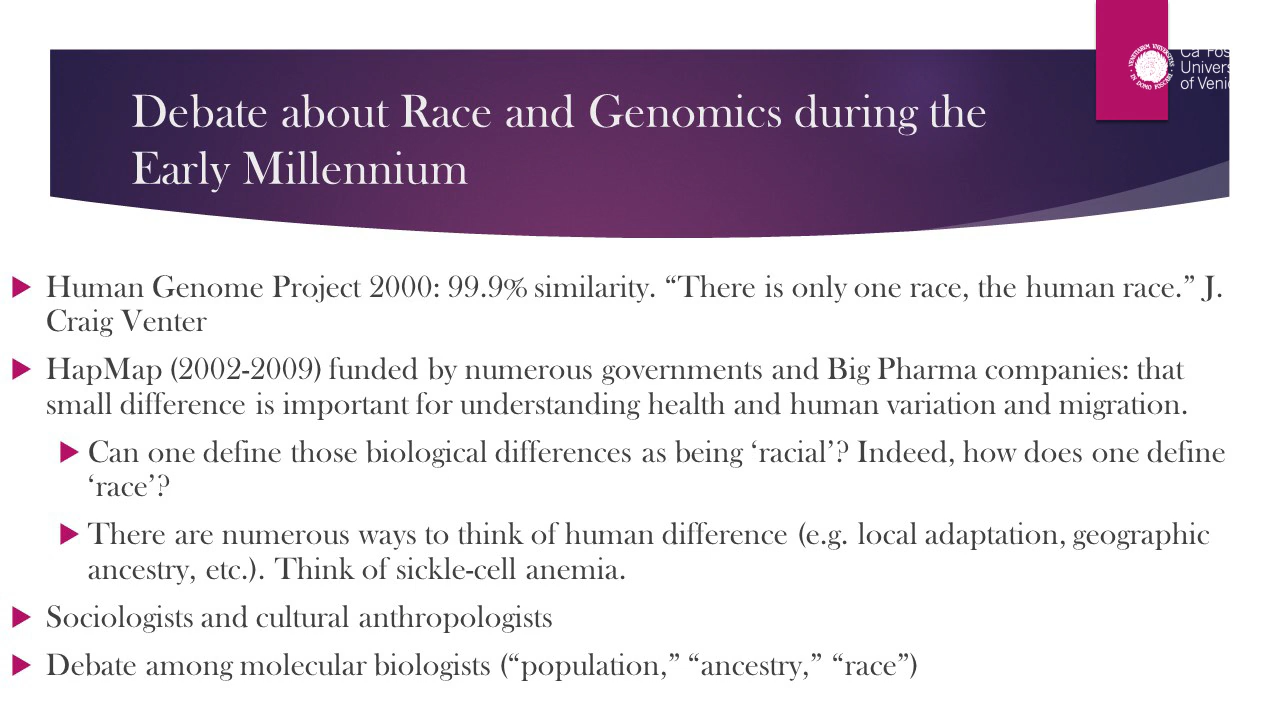 Ca' Fos
Univers
of Veni
Debate about Race and Genomics during the
Early Millennium
▶ Human Genome Project 2000: 99.9% similarity. “There is only one race, the human race.” J.
Craig Venter
▶ HapMap (2002-2009) funded by numerous governments and Big Pharma companies: that
small difference is important for understanding health and human variation and migration.
▶ Can one define those biological differences as being ‘racial’? Indeed, how does one define
‘race’?
▶ There are numerous ways to think of human difference (e.g. local adaptation, geographic
ancestry, etc.). Think of sickle-cell anemia.
▶ Sociologists and cultural anthropologists
▶ Debate among molecular biologists (“population,” “ancestry,” “race”)